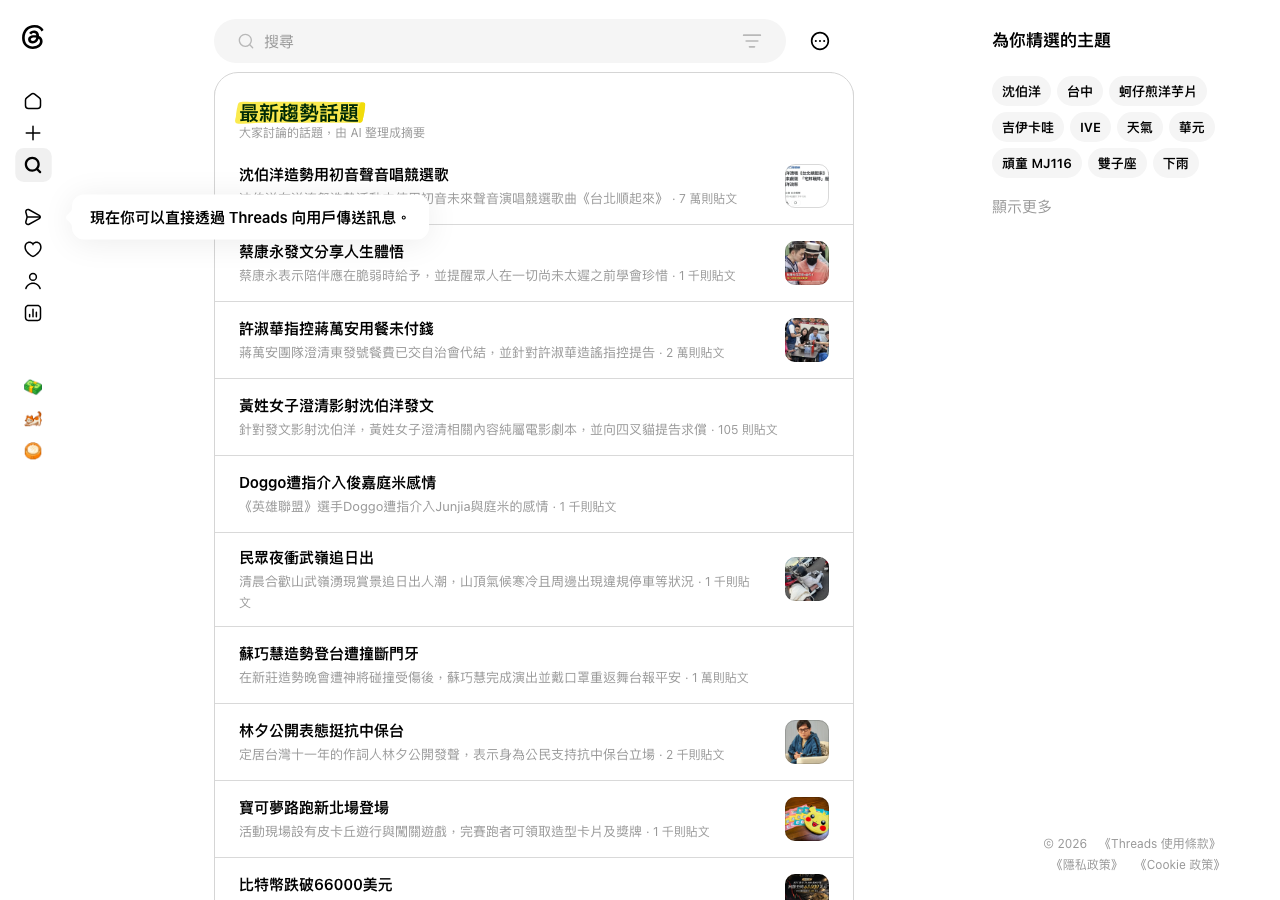 搜尋
最新趨勢話題
大家討論的話題，由 AI 整理成摘要
沈伯洋造勢用初音聲音唱競選歌
初音未來聲音演唱競選歌曲《台北順起來》 · 7 萬則貼文
現在你可以直接透過 Threads 向用戶傳送訊息。
蔡康永發文分享人生體悟
蔡康永表示陪伴應在脆弱時給予，並提醒眾人在一切尚未太遲之前學會珍惜 · 1 千則貼文
許淑華指控蔣萬安用餐未付錢
蔣萬安團隊澄清東發號餐費已交自治會代結，並針對許淑華造謠指控提告 · 2 萬則貼文
黃姓女子澄清影射沈伯洋發文
針對發文影射沈伯洋，黃姓女子澄清相關內容純屬電影劇本，並向四叉貓提告求償 · 105 則貼文
Doggo遭指介入俊嘉庭米感情
《英雄聯盟》選手Doggo遭指介入Junjia與庭米的感情 · 1 千則貼文
民眾夜衝武嶺追日出
清晨合歡山武嶺湧現賞景追日出人潮，山頂氣候寒冷且周邊出現違規停車等狀況 · 1 千則貼
文
蘇巧慧造勢登台遭撞斷門牙
在新莊造勢晚會遭神將碰撞受傷後，蘇巧慧完成演出並戴口罩重返舞台報平安 · 1 萬則貼文
林夕公開表態挺抗中保台
定居台灣十一年的作詞人林夕公開發聲，表示身為公民支持抗中保台立場 · 2 千則貼文
寶可夢路跑新北場登場
活動現場設有皮卡丘遊行與闖關遊戲，完賽跑者可領取造型卡片及獎牌 · 1 千則貼文
比特幣跌破66000美元
為你精選的主題
沈伯洋 台中 蚵仔煎洋芋片
吉伊卡哇 IVE 天氣 華元
頑童 MJ116 雙子座 下雨
顯示更多
© 2026 《Threads 使用條款》
《隱私政策》 《Cookie 政策》